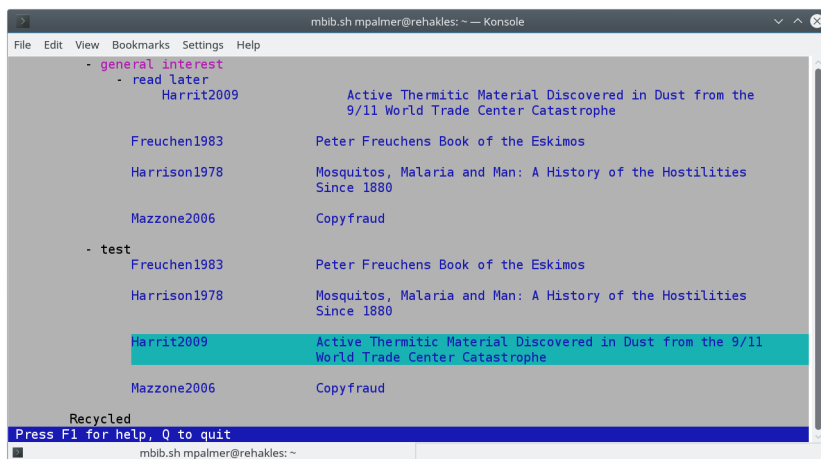 mbib.sh mpalmer@rehakles: ~ — Konsole
File Edit View Bookmarks Settings Help
- general interest
- read later
Harrit2009 Active Thermitic Material Discovered in Dust from the
9/11 World Trade Center Catastrophe
Freuchen1983 Peter Freuchens Book of the Eskimos
Harrison1978 Mosquitos, Malaria and Man: A History of the Hostilities
Since 1880
Mazzone2006 Copyfraud
- test
Freuchen1983 Peter Freuchens Book of the Eskimos
Harrison1978 Mosquitos, Malaria and Man: A History of the Hostilities
Since 1880
Harrit2009 Active Thermitic Material Discovered in Dust from the 9/11
World Trade Center Catastrophe
Mazzone2006 Copyfraud
Recycled
Press F1 for help, Q to quit
mbib.sh mpalmer@rehakles: ~